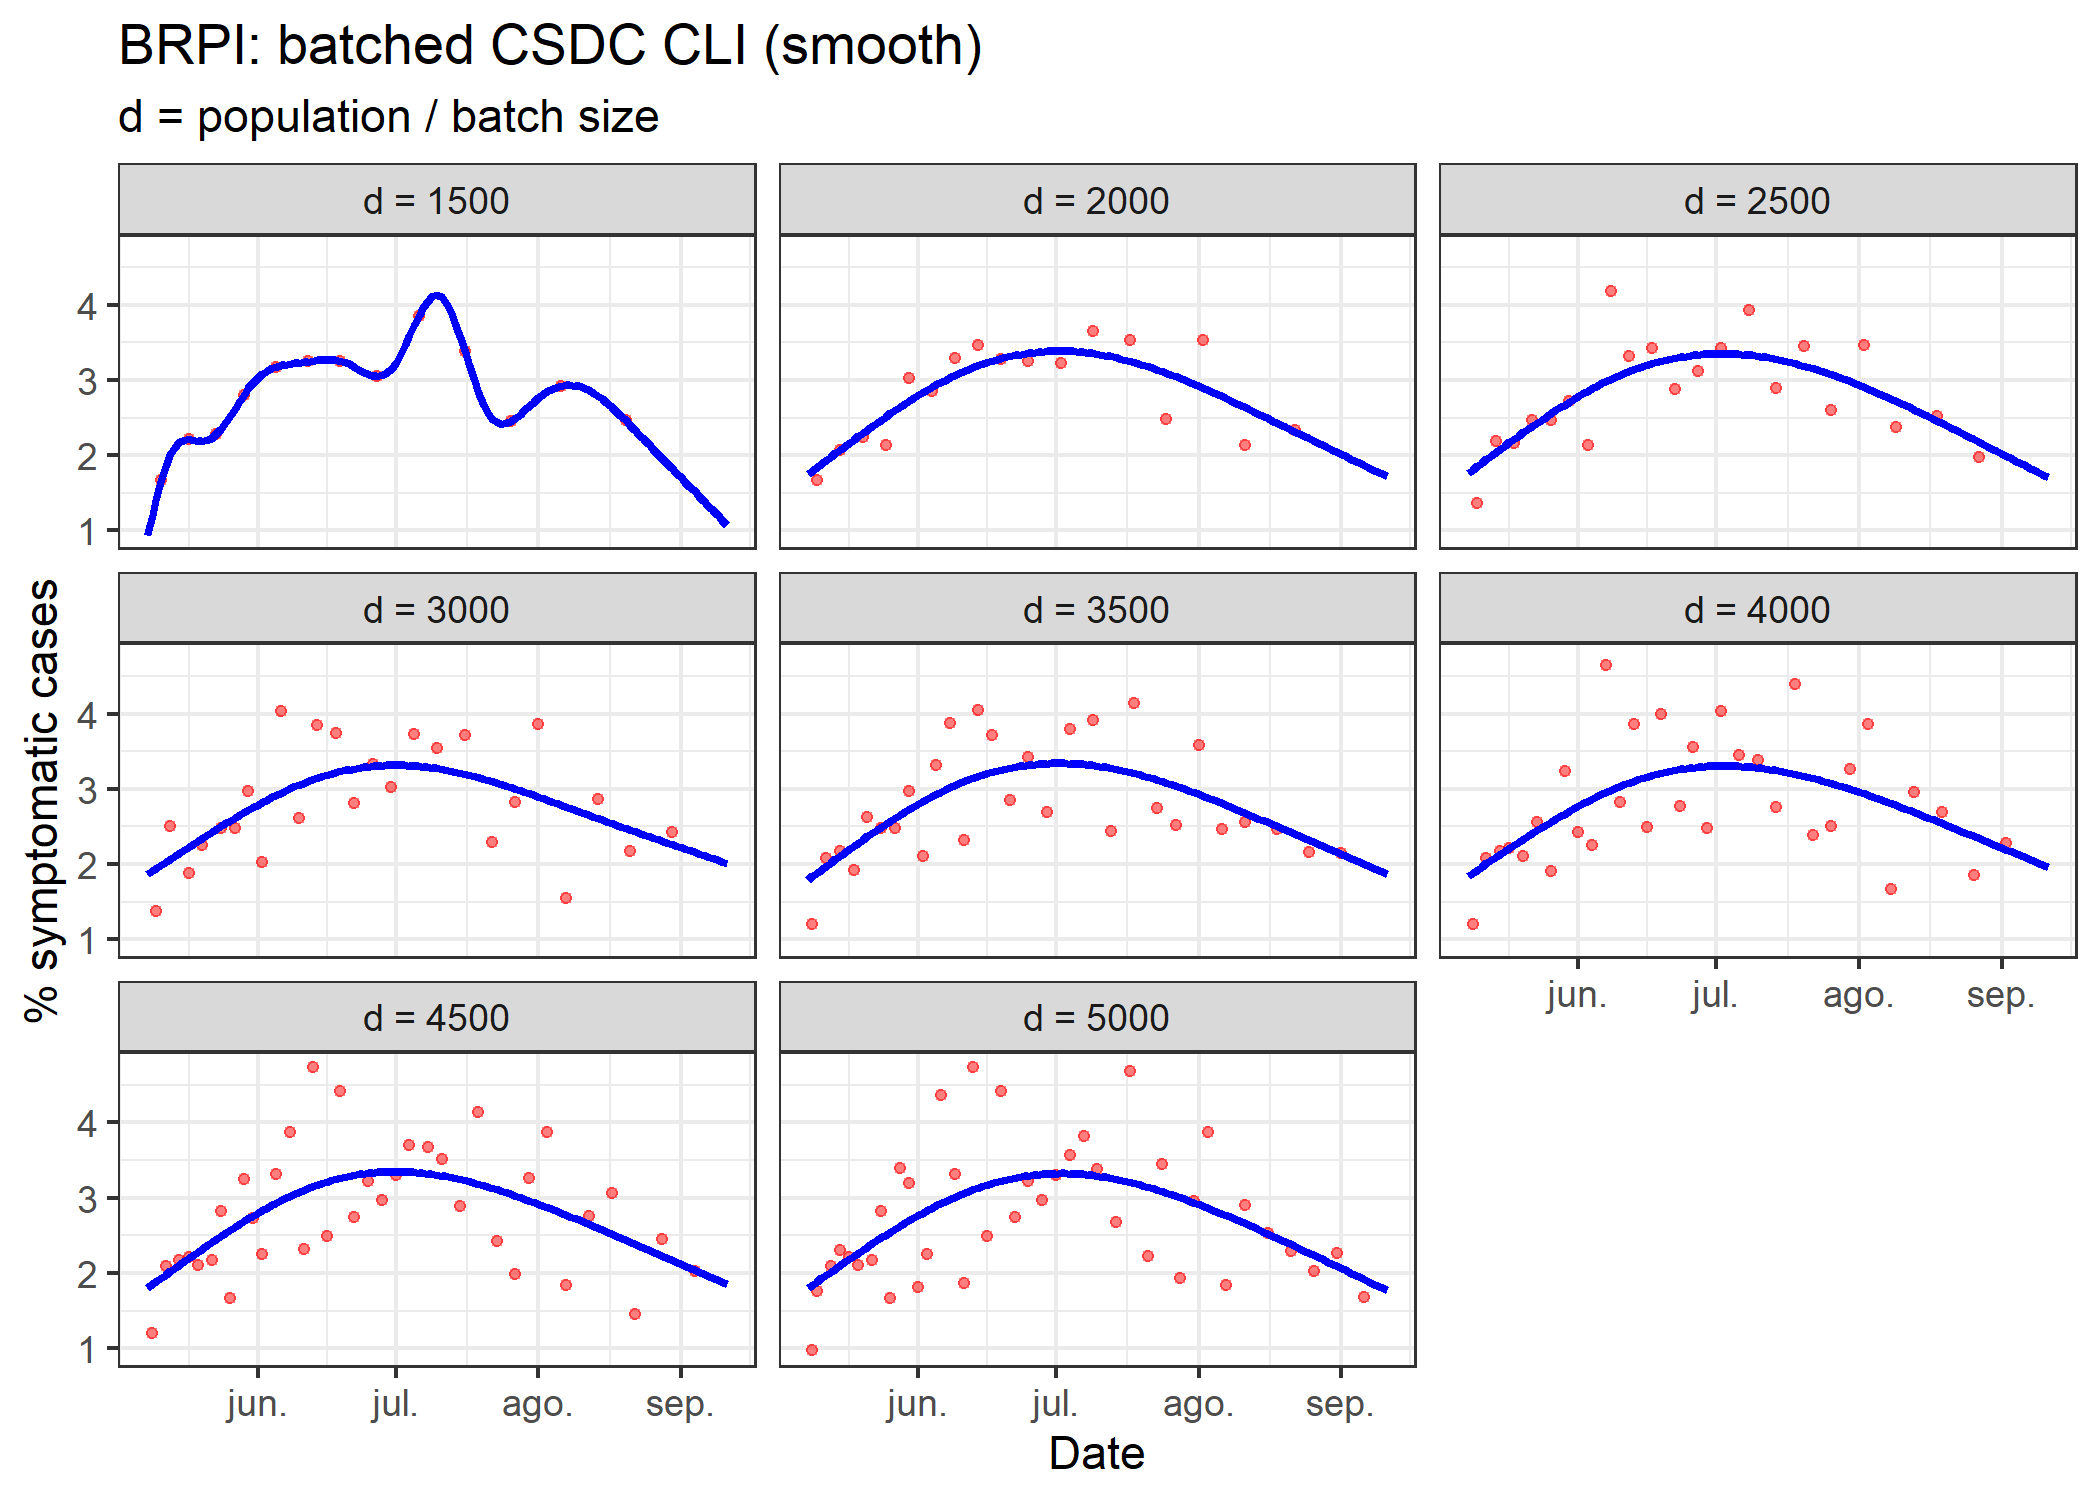 BRPI: batched CSDC CLI (smooth)
d = population / batch size
d = 1500
d = 2000
d = 2500
4
3
2
1
d = 3000
d = 3500
d = 4000
4
3
2
1
jun.
jul.
ago.
sep.
d = 4500
d = 5000
4
3
2
1
jun.
jul.
ago.
sep.
jun.
jul.
ago.
sep.
% symptomatic cases
Date